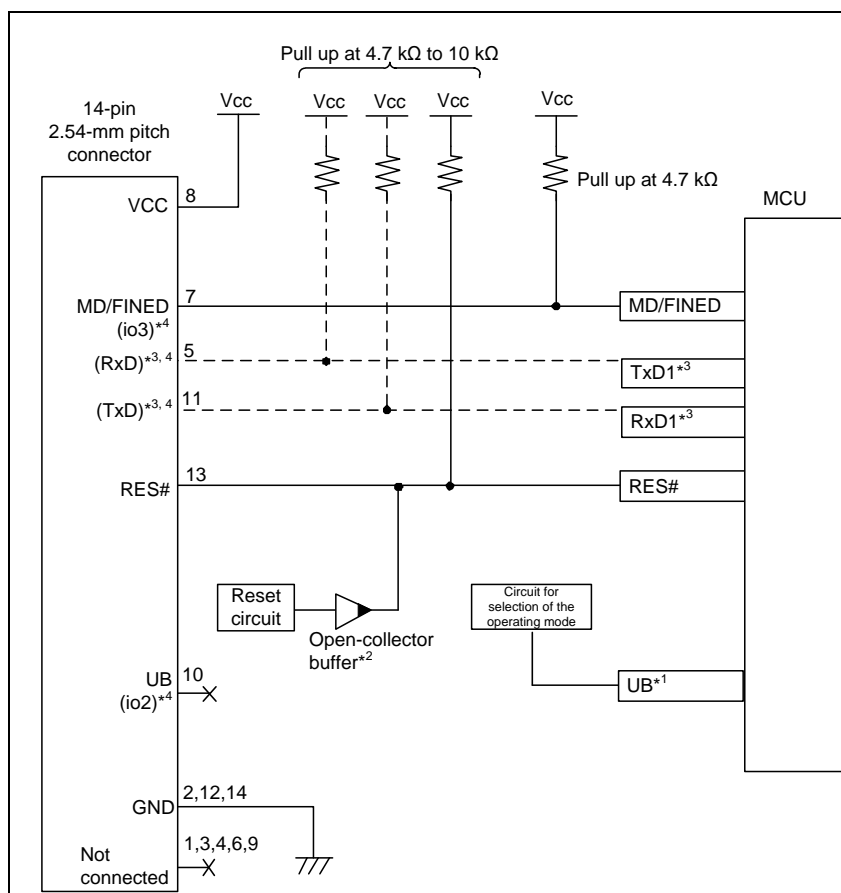 Pull up at 4.7 kΩ to 10 kΩ
Vcc
Vcc
Vcc
Vcc
Vcc
14-pin
2.54-mm pitch
connector
Pull up at 4.7 kΩ
MCU
VCC
8
MD/FINED
(io3)*4
7
MD/FINED
(RxD)*3, 4
5
TxD1*3
(TxD)*3, 4
11
RxD1*3
RES#
13
RES#
Reset
circuit
Open-collector
buffer*2
Circuit for
selection of the
operating mode
UB
(io2)*4
10
UB*1
GND
2,12,14
Not
connected
1,3,4,6,9